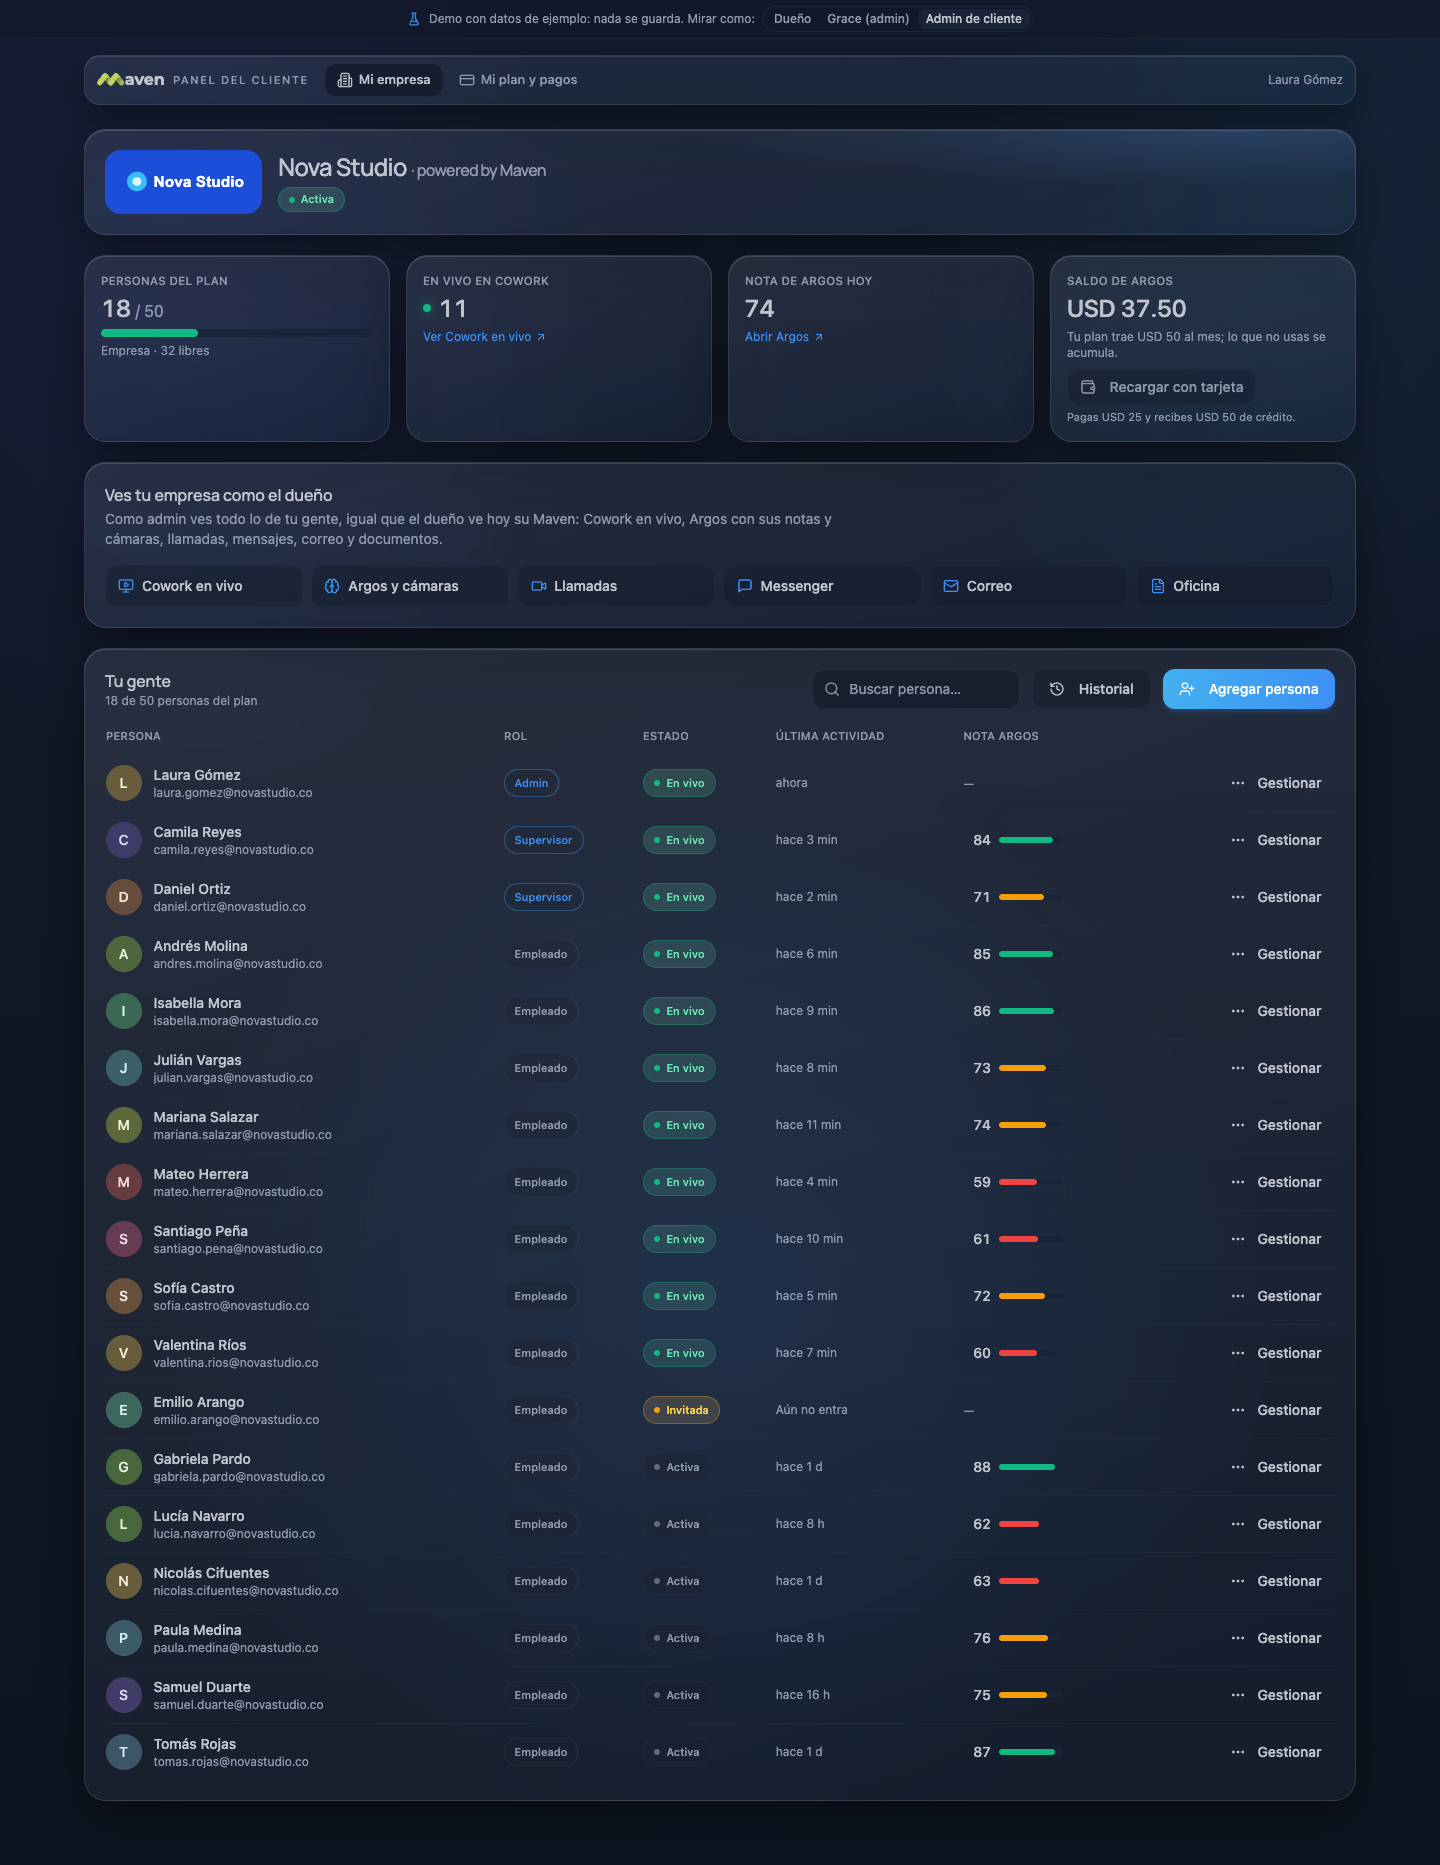 Demo con datos de ejemplo: nada se guarda. Mirar como: Dueño Grace (admin) Admin de cliente
Maven PANEL DEL CLIENTE Mi empresa Mi plan y pagos Laura Gómez
Nova Studio
Nova Studio · powered by Maven
Activa
PERSONAS DEL PLAN
18 / 50
Empresa · 32 libres
EN VIVO EN COWORK
11
Ver Cowork en vivo
NOTA DE ARGOS HOY
74
Abrir Argos
SALDO DE ARGOS
USD 37.50
Tu plan trae USD 50 al mes; lo que no usas se
acumula.
Recargar con tarjeta
Pagas USD 25 y recibes USD 50 de crédito.
Ves tu empresa como el dueño
Como admin ves todo lo de tu gente, igual que el dueño ve hoy su Maven: Cowork en vivo, Argos con sus notas y
cámaras, llamadas, mensajes, correo y documentos.
Cowork en vivo Argos y cámaras Llamadas Messenger Correo Oficina
Tu gente
18 de 50 personas del plan
Buscar persona... Historial Agregar persona
PERSONA ROL ESTADO ÚLTIMA ACTIVIDAD NOTA ARGOS
L Laura Gómez Admin En vivo ahora — Gestionar
laura.gomez@novastudio.co
C Camila Reyes Supervisor En vivo hace 3 min 84 Gestionar
camila.reyes@novastudio.co
D Daniel Ortiz Supervisor En vivo hace 2 min 71 Gestionar
daniel.ortiz@novastudio.co
A Andrés Molina Empleado En vivo hace 6 min 85 Gestionar
andres.molina@novastudio.co
I Isabella Mora Empleado En vivo hace 9 min 86 Gestionar
isabella.mora@novastudio.co
J Julián Vargas Empleado En vivo hace 8 min 73 Gestionar
julian.vargas@novastudio.co
M Mariana Salazar Empleado En vivo hace 11 min 74 Gestionar
mariana.salazar@novastudio.co
M Mateo Herrera Empleado En vivo hace 4 min 59 Gestionar
mateo.herrera@novastudio.co
S Santiago Peña Empleado En vivo hace 10 min 61 Gestionar
santiago.pena@novastudio.co
S Sofía Castro Empleado En vivo hace 5 min 72 Gestionar
sofia.castro@novastudio.co
V Valentina Ríos Empleado En vivo hace 7 min 60 Gestionar
valentina.rios@novastudio.co
E Emilio Arango Empleado Invitada Aún no entra — Gestionar
emilio.arango@novastudio.co
G Gabriela Pardo Empleado Activa hace 1 d 88 Gestionar
gabriela.pardo@novastudio.co
L Lucía Navarro Empleado Activa hace 8 h 62 Gestionar
lucia.navarro@novastudio.co
N Nicolás Cifuentes Empleado Activa hace 1 d 63 Gestionar
nicolas.cifuentes@novastudio.co
P Paula Medina Empleado Activa hace 8 h 76 Gestionar
paula.medina@novastudio.co
S Samuel Duarte Empleado Activa hace 16 h 75 Gestionar
samuel.duarte@novastudio.co
T Tomás Rojas Empleado Activa hace 1 d 87 Gestionar
tomas.rojas@novastudio.co